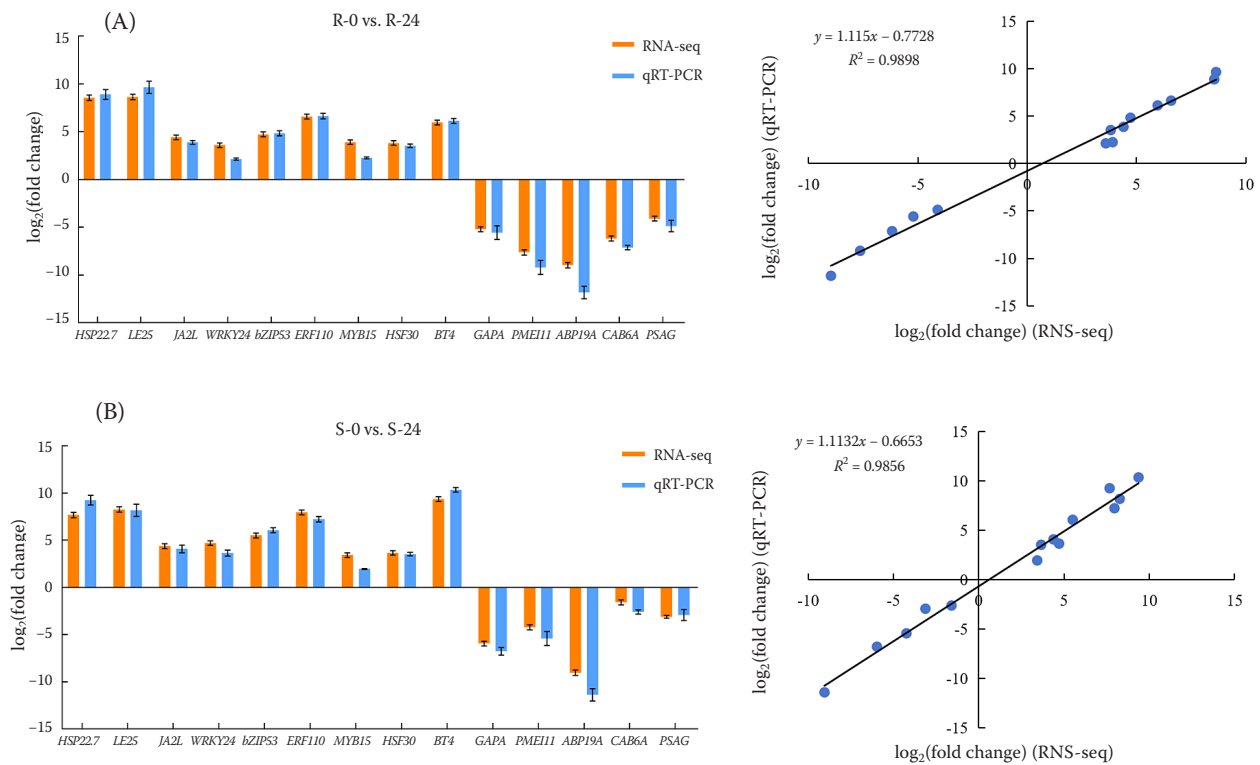 (A)
R-0 vs. R-24
RNA-seq
qRT-PCR
log2(fold change)
15
10
5
0
−5
−10
−15
HSP22.7 LE25 JA2L WRKY24 bZIP53 ERF110 MYB15 HSF30 BT4 GAPA PMEI11 ABP19A CAB6A PSAG
y = 1.115x − 0.7728
R2 = 0.9898
log2(fold change) (qRT-PCR)
15
10
5
0
-5
-10
-15
-10 -5 0 5 10
log2(fold change) (RNS-seq)
(B)
S-0 vs. S-24
RNA-seq
qRT-PCR
log2(fold change)
15
10
5
0
−5
−10
−15
HSP22.7 LE25 JA2L WRKY24 bZIP53 ERF110 MYB15 HSF30 BT4 GAPA PMEI11 ABP19A CAB6A PSAG
y = 1.1132x − 0.6653
R2 = 0.9856
log2(fold change) (qRT-PCR)
15
10
5
0
-5
-10
-15
-10 -5 0 5 10 15
log2(fold change) (RNS-seq)